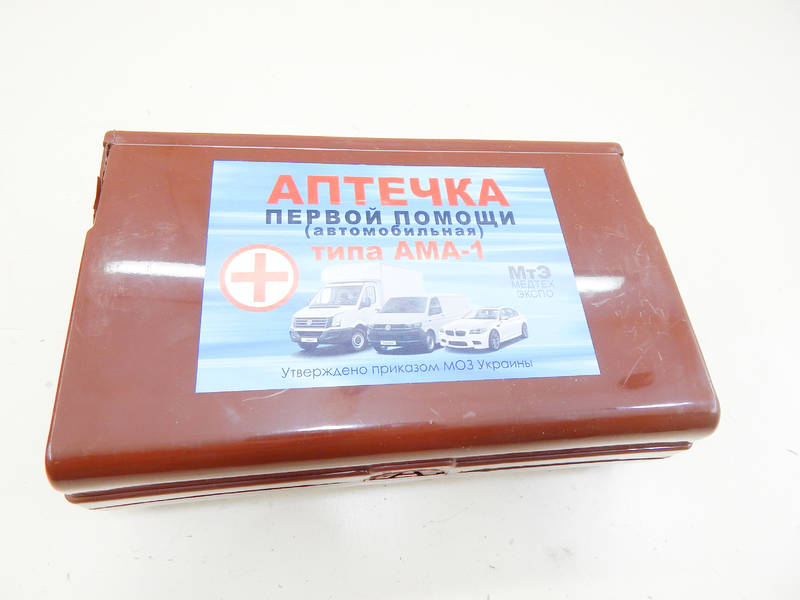 АПТЕЧКА
ПЕРВОЙ ПОМОЩИ
(автомобильная)
типа АМА-1
МтЭ
МЕДТЕХ
ЭКСПО
Утверждено приказом МОЗ Украины